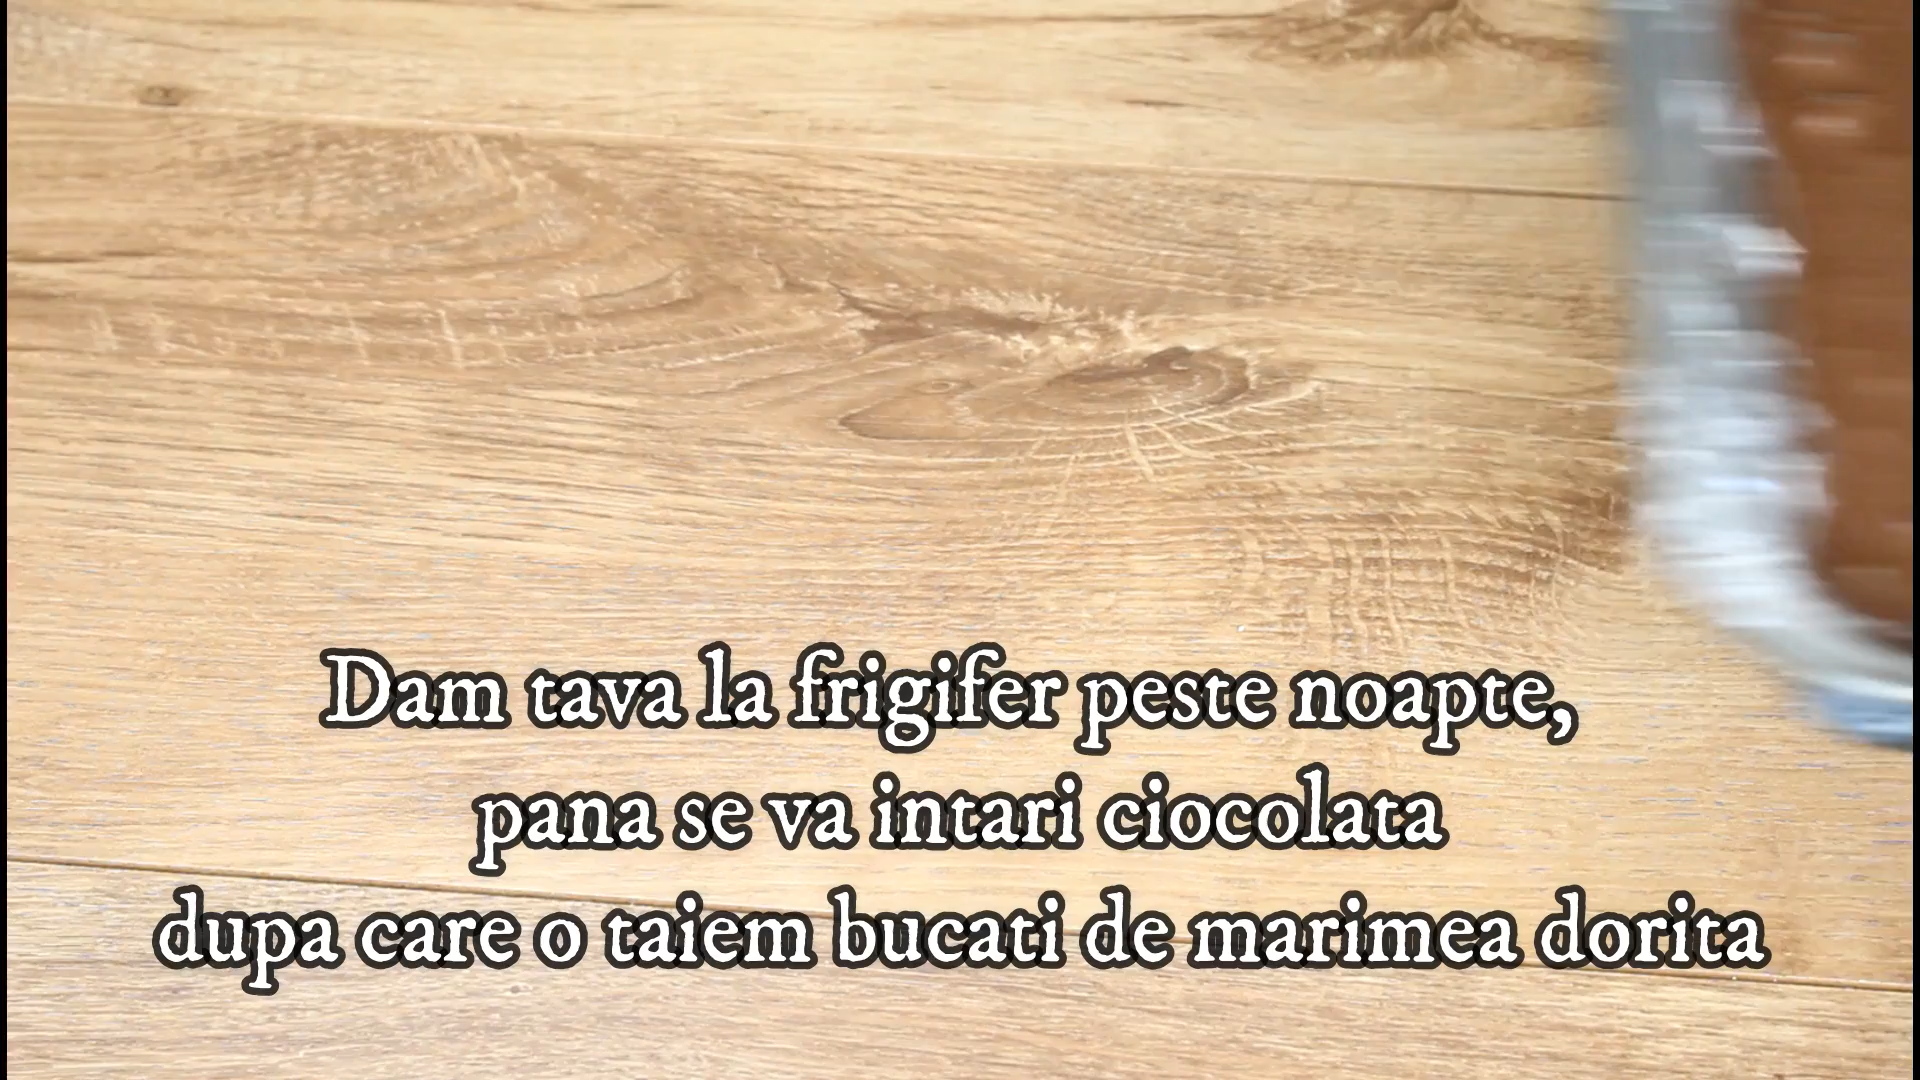 Dam tava la frigifer peste noapte,
pana se va intari ciocolata
dupa care o taiem bucati de marimea dorita